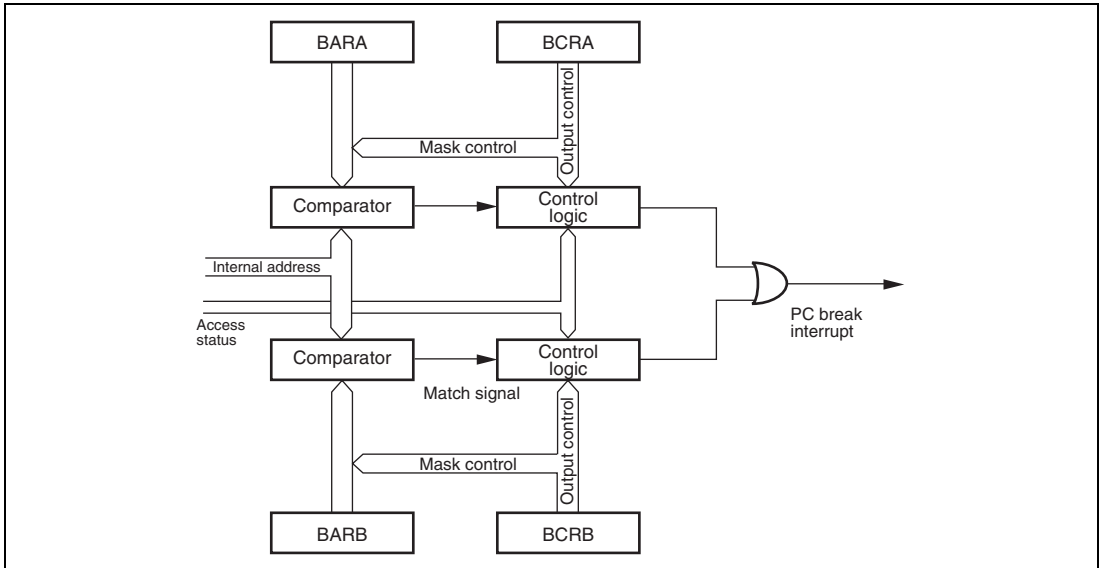 BARA
BCRA
Output control
Mask control
Comparator
Control
logic
Internal address
Access
status
PC break
interrupt
Comparator
Control
logic
Match signal
Mask control
Output control
BARB
BCRB